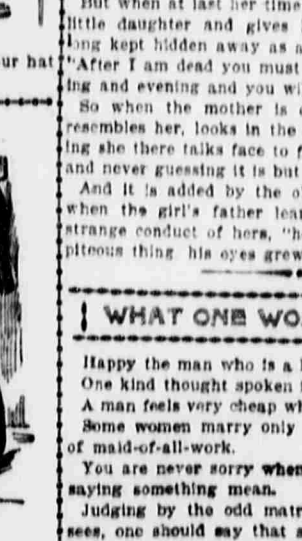 But when at last her time
little daughter and gives
long kept hidden away as a
ur hat
"After I am dead you must
ing and evening and you wi
So when the mother is
resembles her, looks in the
ing she there talks face to f
and never guessing it is but
And it is added by the o
when the girl's father lear
strange conduct of hers, "h
piteous thing his eyes grew
WHAT ONE WO
Happy the man who is a
One kind thought spoken
A man feels very cheap wh
Some women marry only
of maid-of-all-work.
You are never sorry when
saying something mean.
Judging by the odd matr
sees, one should say that